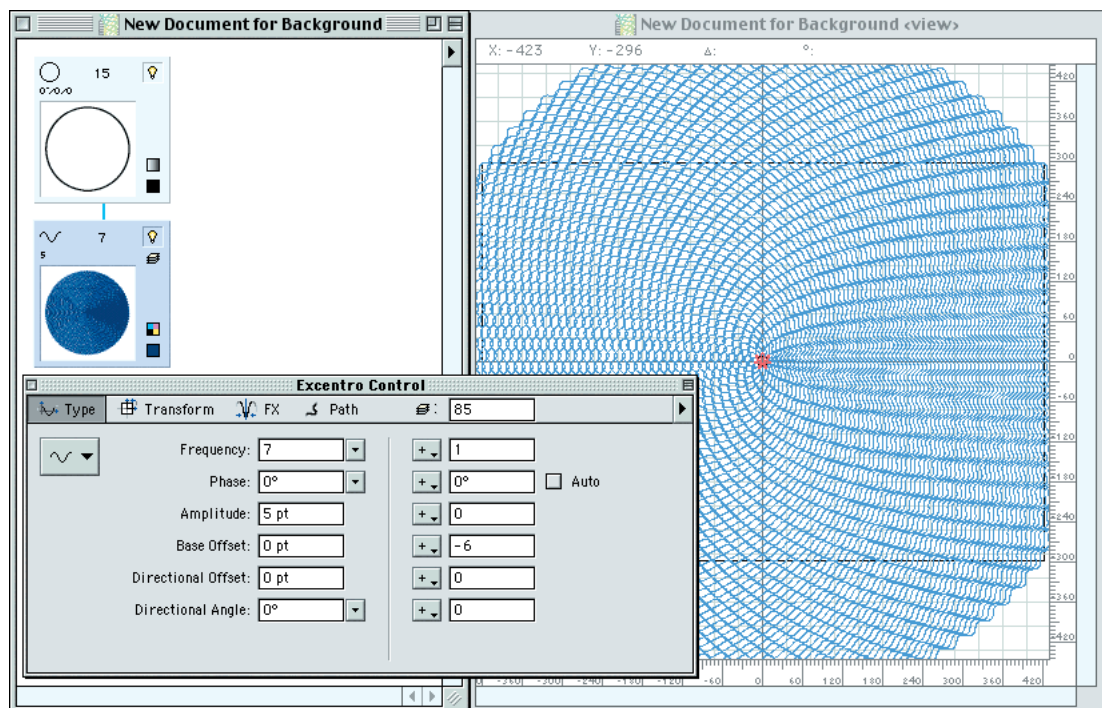 New Document for Background
15
0°/0/0
7
5
New Document for Background <view>
X: -423 Y: -296 Δ: °:
420
360
300
240
180
120
60
0
-60
-120
-180
-240
-300
-360
-420
-360 -300 -240 -180 -120 -60 0 60 120 180 240 300 360 420
Excentro Control
Type Transform FX Path : 85
Frequency: 7 + 1
Phase: 0° + 0° Auto
Amplitude: 5 pt + 0
Base Offset: 0 pt + -6
Directional Offset: 0 pt + 0
Directional Angle: 0° + 0